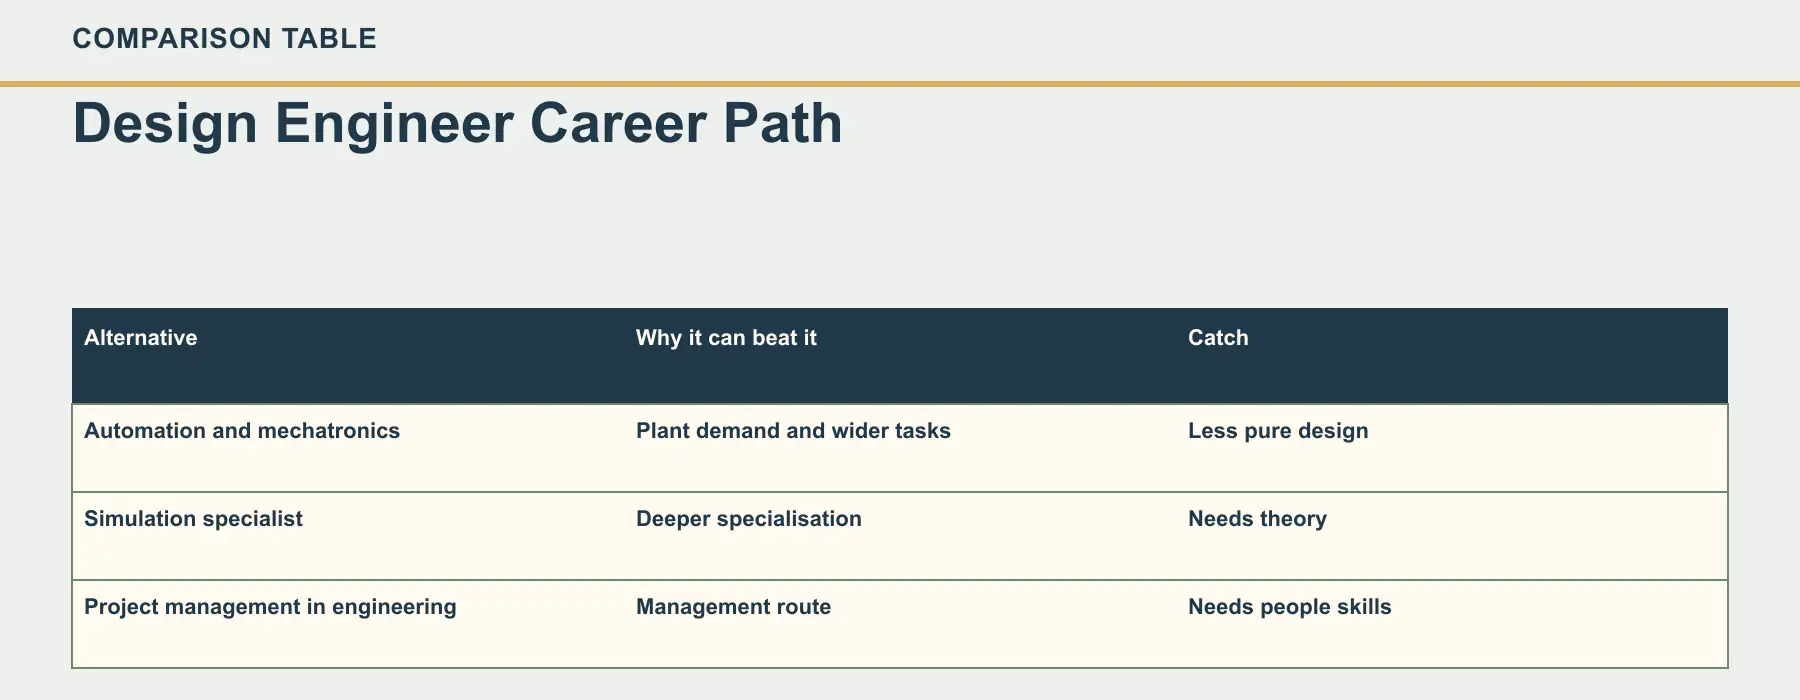 COMPARISON TABLE
Design Engineer Career Path
Alternative Why it can beat it Catch
Automation and mechatronics Plant demand and wider tasks Less pure design
Simulation specialist Deeper specialisation Needs theory
Project management in engineering Management route Needs people skills